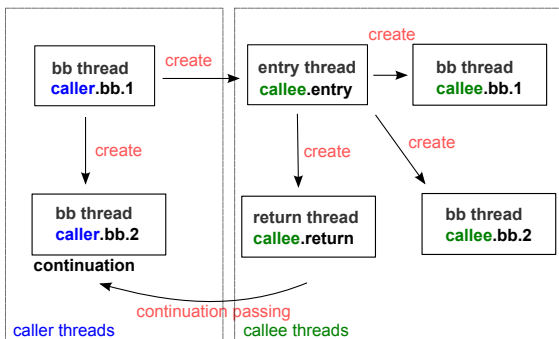 create
bb thread
caller.bb.1
create
entry thread
callee.entry
bb thread
callee.bb.1
create
create
create
bb thread
caller.bb.2
continuation
return thread
callee.return
bb thread
callee.bb.2
continuation passing
caller threads
callee threads